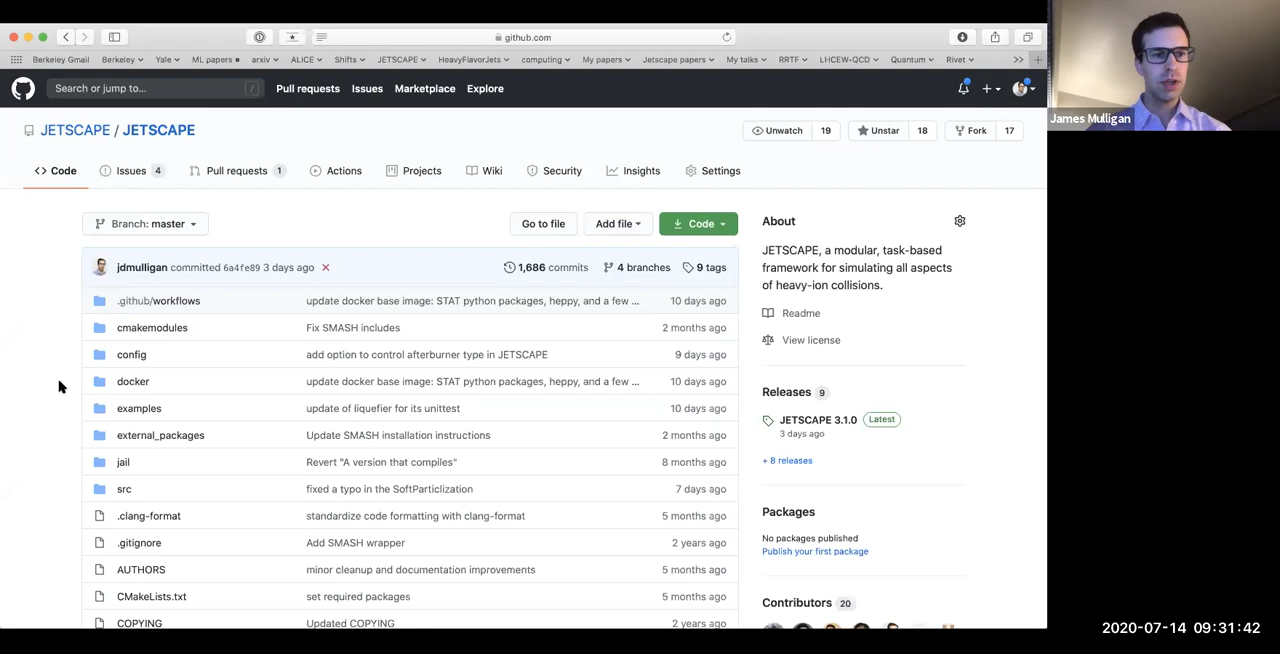 github.com
Berkeley Gmail Berkeley Yale ML papers arxiv ALICE Shifts JETSCAPE HeavyFlavorJets computing My papers Jetscape papers My talks RRTF LHCEW-QCD Quantum Rivet
Search or jump to... / Pull requests Issues Marketplace Explore
James Mulligan
JETSCAPE / JETSCAPE
Unwatch 19 Unstar 18 Fork 17
Code Issues 4 Pull requests 1 Actions Projects Wiki Security Insights Settings
Branch: master Go to file Add file Code
jdmulligan committed 6a4fe89 3 days ago 1,686 commits 4 branches 9 tags
.github/workflows update docker base image: STAT python packages, heppy, and a few ... 10 days ago
cmakemodules Fix SMASH includes 2 months ago
config add option to control afterburner type in JETSCAPE 9 days ago
docker update docker base image: STAT python packages, heppy, and a few ... 10 days ago
examples update of liquefier for its unittest 10 days ago
external_packages Update SMASH installation instructions 2 months ago
jail Revert "A version that compiles" 8 months ago
src fixed a typo in the SoftParticlization 7 days ago
.clang-format standardize code formatting with clang-format 5 months ago
.gitignore Add SMASH wrapper 2 years ago
AUTHORS minor cleanup and documentation improvements 5 months ago
CMakeLists.txt set required packages 5 months ago
COPYING Updated COPYING 2 years ago
About
JETSCAPE, a modular, task-based
framework for simulating all aspects
of heavy-ion collisions.
Readme
View license
Releases 9
JETSCAPE 3.1.0 Latest
3 days ago
+ 8 releases
Packages
No packages published
Publish your first package
Contributors 20
2020-07-14 09:31:42